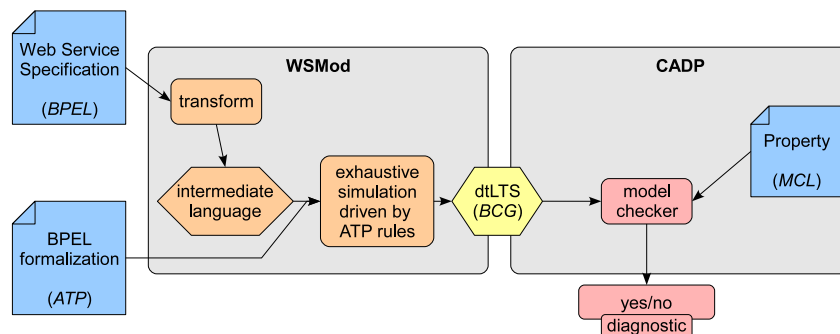 Web Service
Specification
(BPEL)
WSMod
transform
intermediate
language
exhaustive
simulation
driven by
ATP rules
BPEL
formalization
(ATP)
dtLTS
(BCG)
CADP
model
checker
Property
(MCL)
yes/no
diagnostic